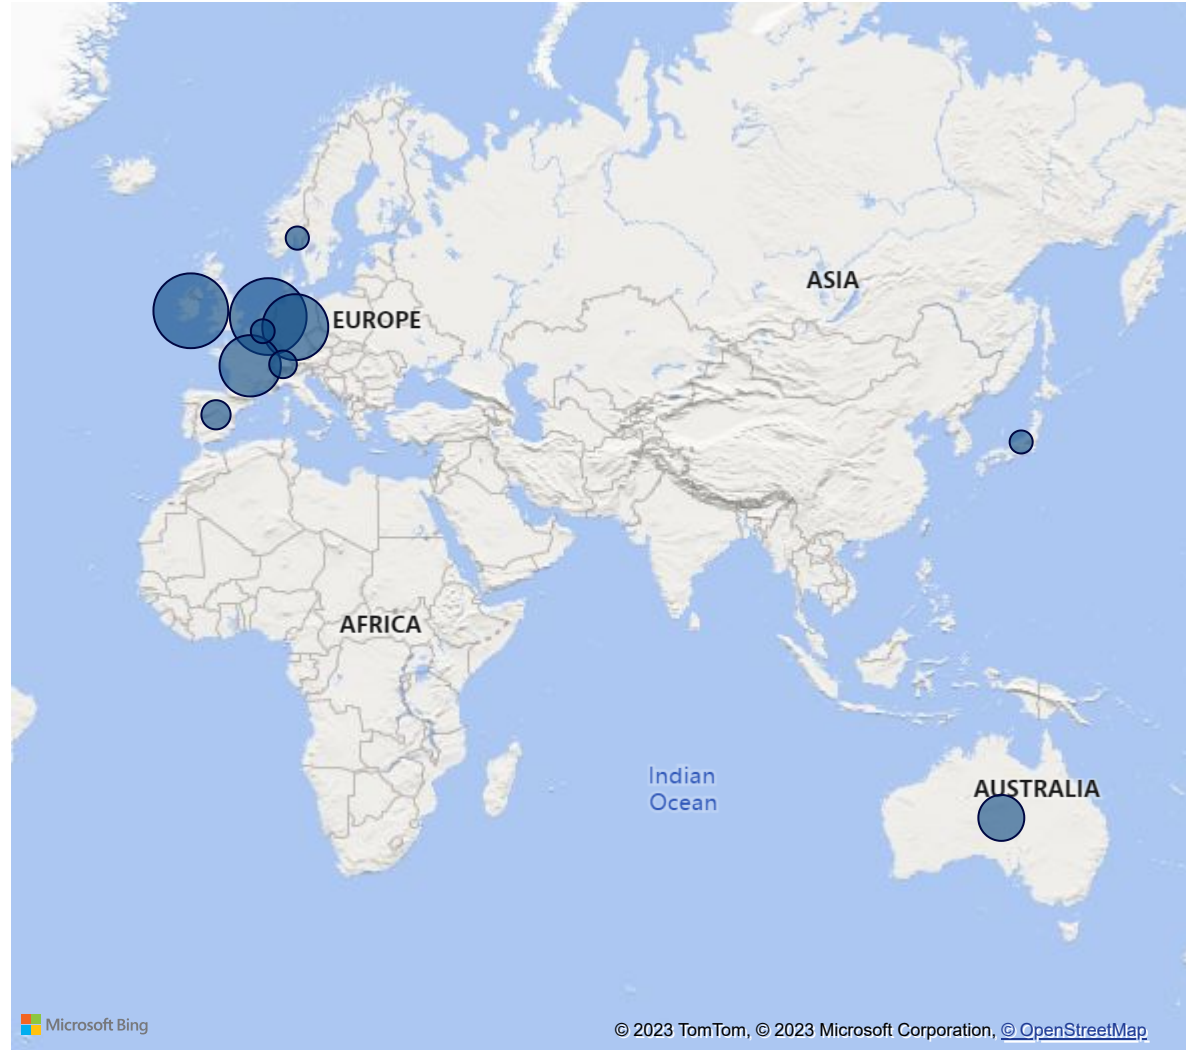 ASIA
EUROPE
AFRICA
Indian
Ocean
AUSTRALIA
Microsoft Bing
© 2023 TomTom, © 2023 Microsoft Corporation, © OpenStreetMap